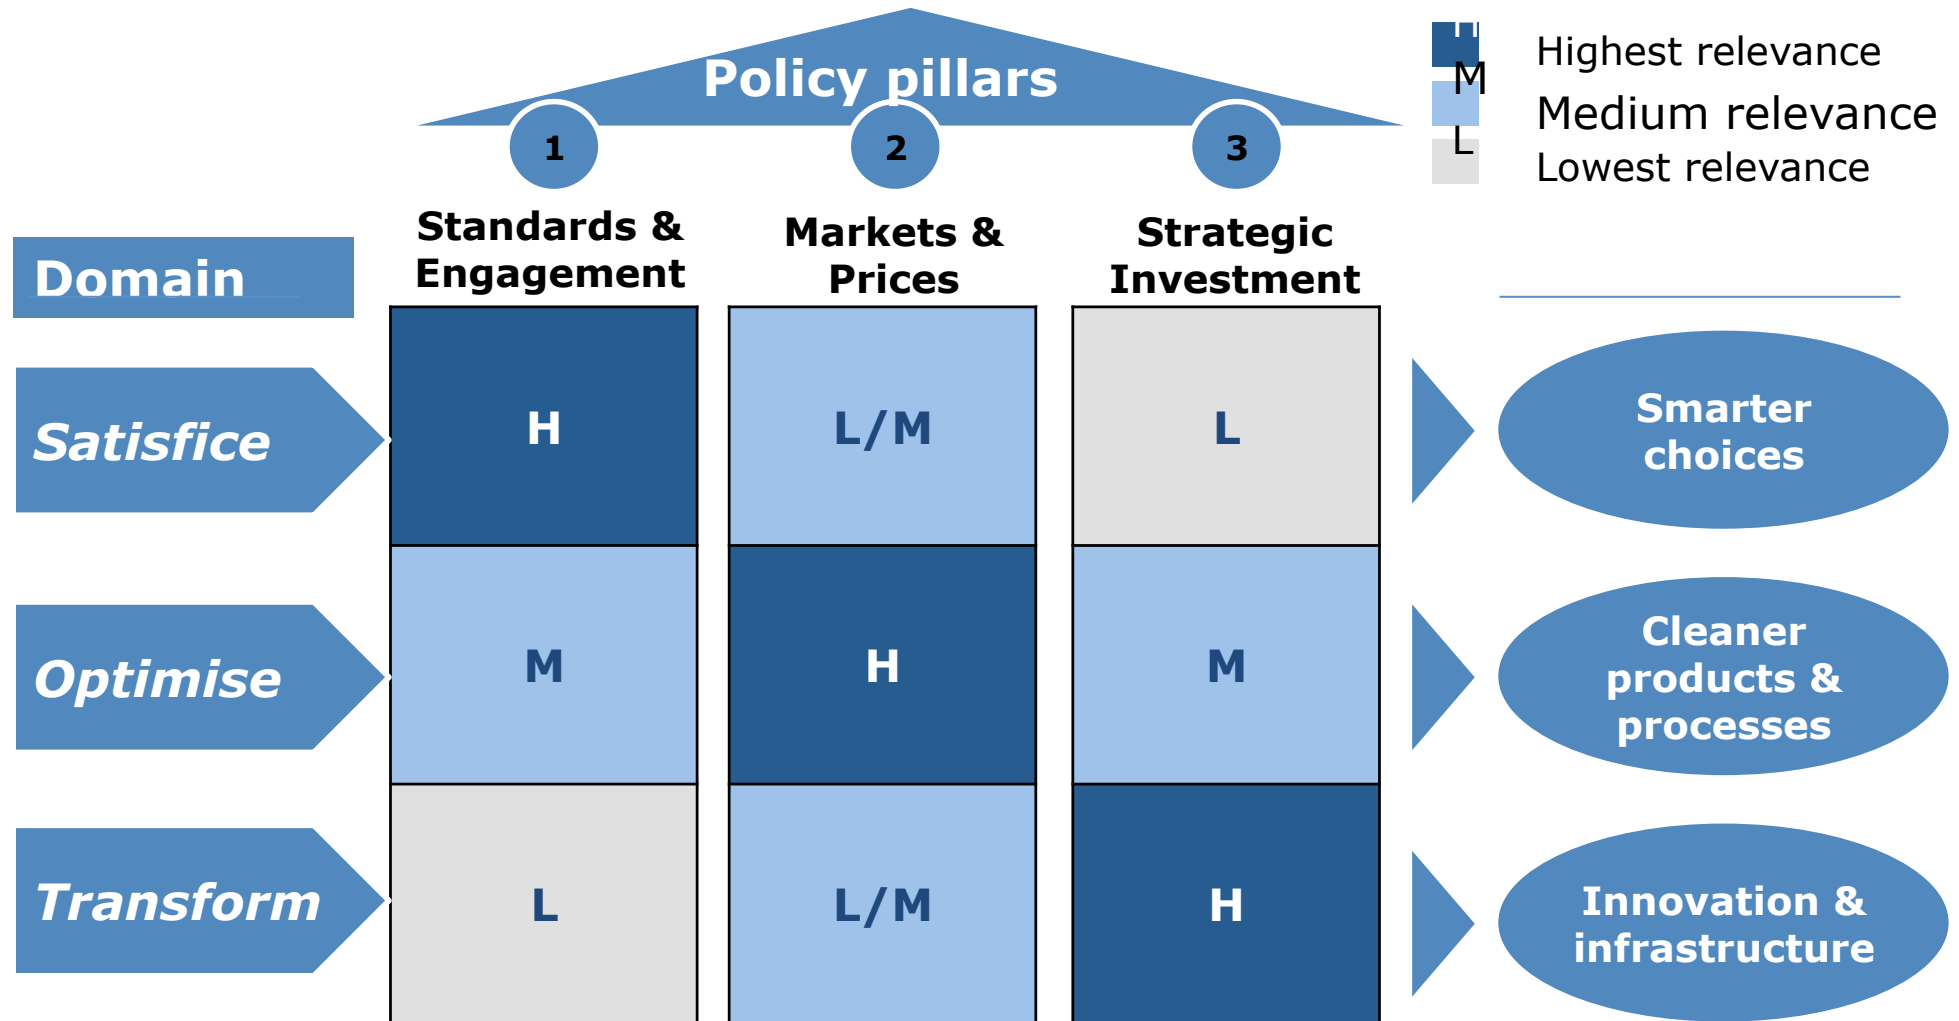 Policy pillars
1
2
3
H
Highest relevance
M
Medium relevance
L
Lowest relevance
Domain
Standards &
Engagement
Markets &
Prices
Strategic
Investment
Satisfice
H
L/M
L
Smarter
choices
Optimise
M
H
M
Cleaner
products &
processes
Transform
L
L/M
H
Innovation &
infrastructure